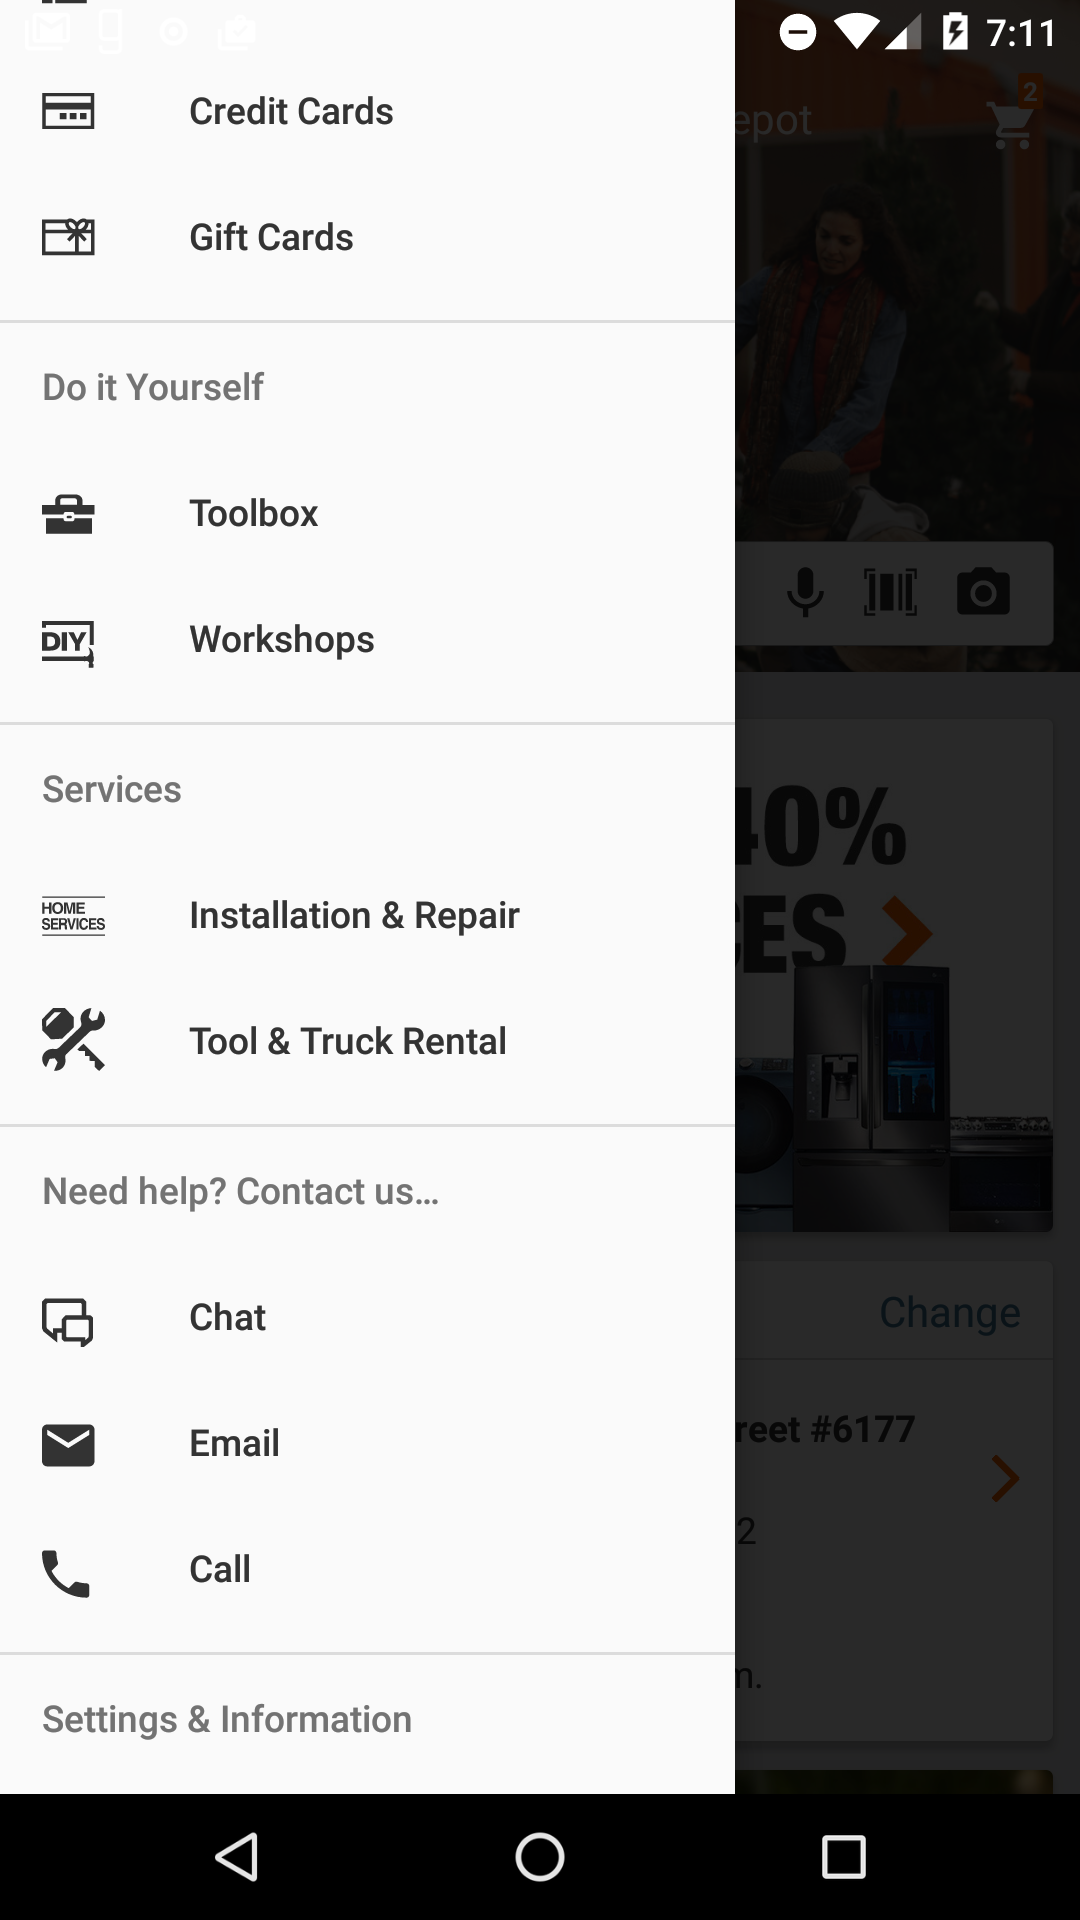 7:11
epot
2
Credit Cards
Gift Cards
Do it Yourself
Toolbox
DIY
Workshops
Services
HOME
SERVICES
Installation & Repair
Tool & Truck Rental
Need help? Contact us...
Chat
Email
Call
Settings & Information
40%
CES
Change
reet #6177
2
m.